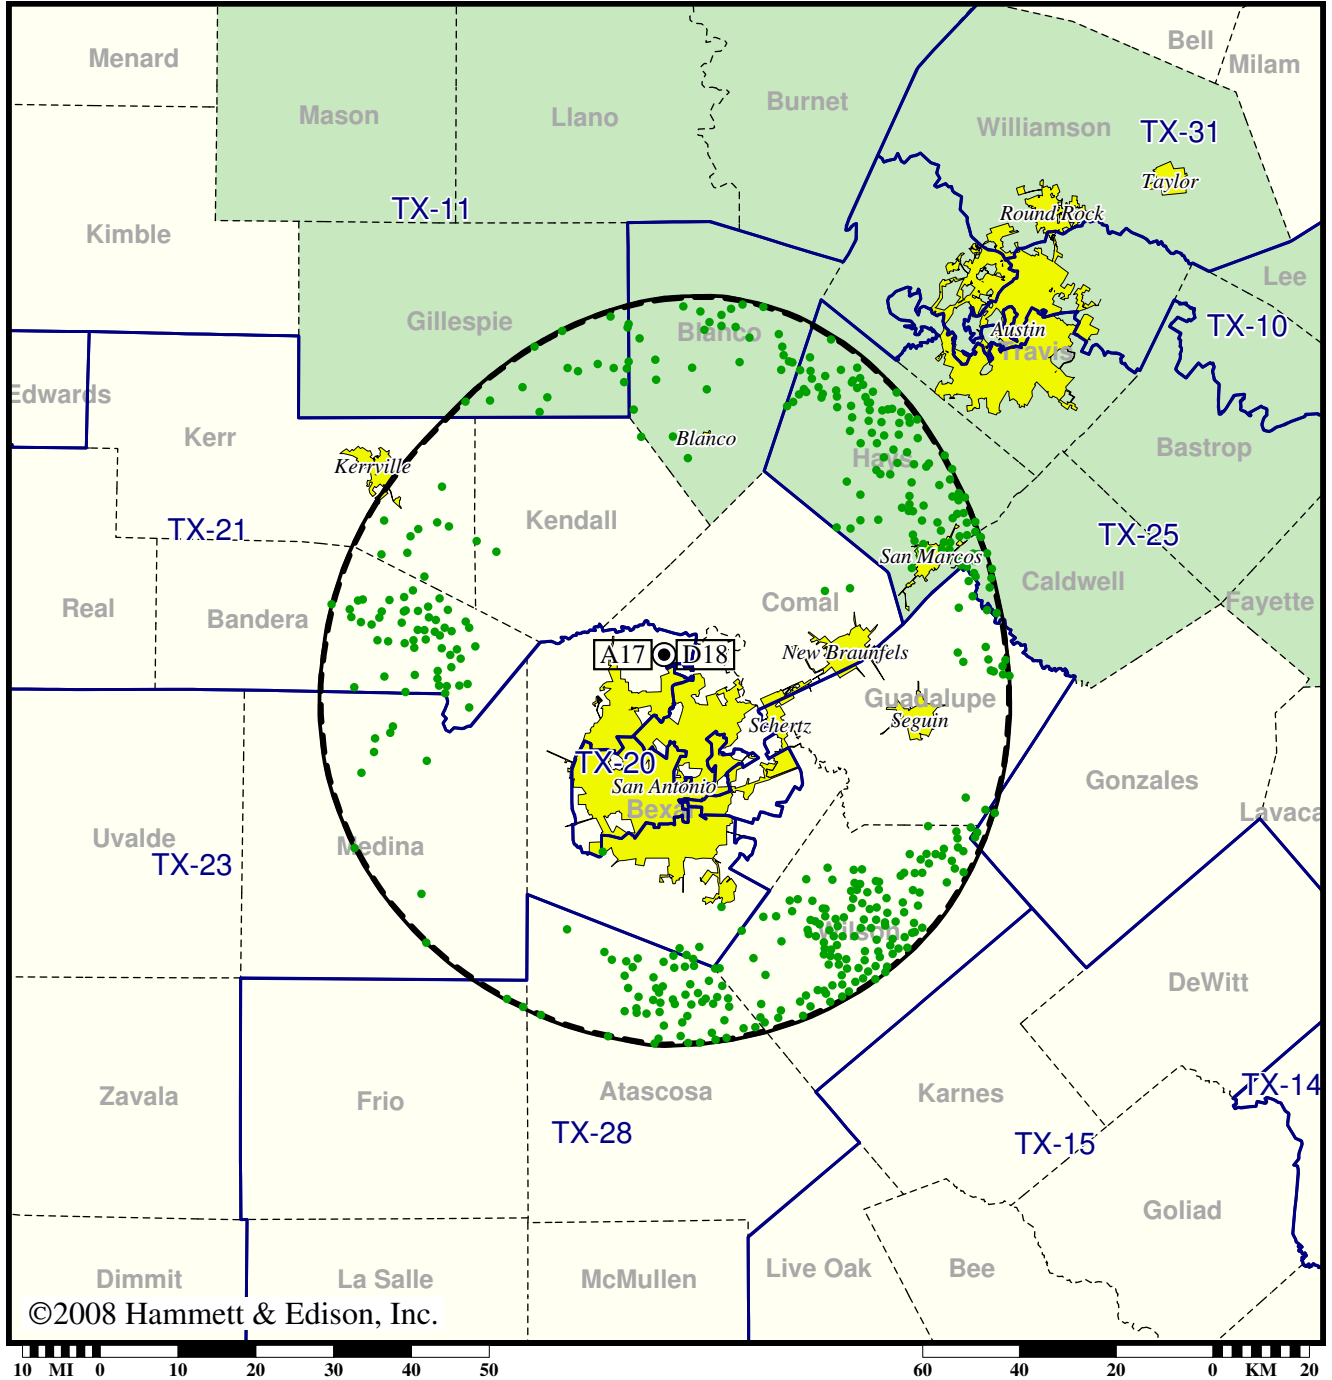 Bell
Menard
Milam
Burnet
Mason
Llano
Williamson
TX-31
Taylor
TX-11
Round Rock
Kimble
Lee
Gillespie
Blanco
Austin
TX-10
Travis
Edwards
Kerr
Blanco
Bastrop
Hays
Kerrville
Kendall
TX-21
TX-25
San Marcos
Caldwell
Comal
Fayette
Real
Bandera
A17
D18
New Braunfels
Guadalupe
Seguin
Schertz
TX-20
San Antonio
Gonzales
Bexar
Lavaca
Uvalde
Medina
TX-23
Wilson
DeWitt
Zavala
Frio
Atascosa
Karnes
TX-14
TX-28
TX-15
Goliad
Dimmit
La Salle
McMullen
Live Oak
Bee
©2008 Hammett & Edison, Inc.
10 MI 0 10 20 30 40 50
60 40 20 0 KM 20